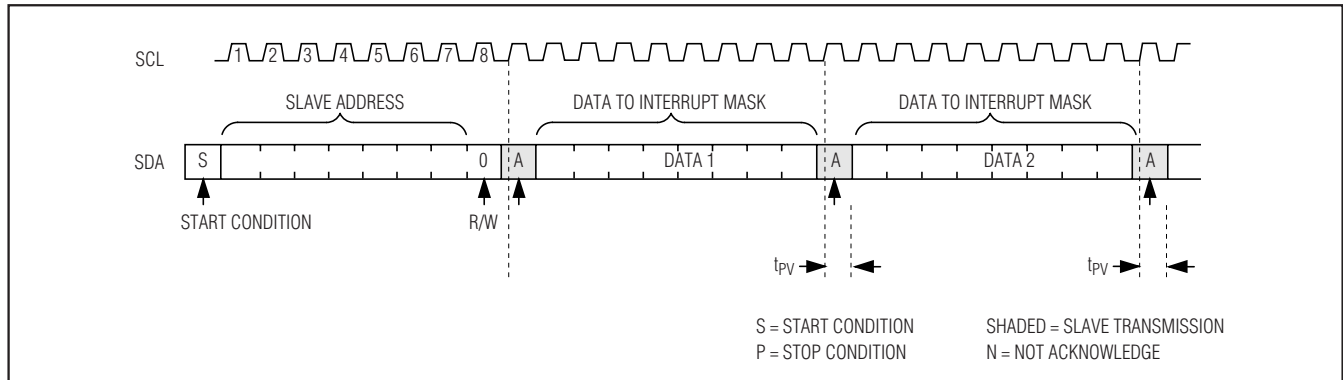 SCL
1 2 3 4 5 6 7 8
SLAVE ADDRESS DATA TO INTERRUPT MASK DATA TO INTERRUPT MASK
SDA S 0 A DATA 1 A DATA 2 A
START CONDITION R/W
tPV tPV
S = START CONDITION SHADED = SLAVE TRANSMISSION
P = STOP CONDITION N = NOT ACKNOWLEDGE